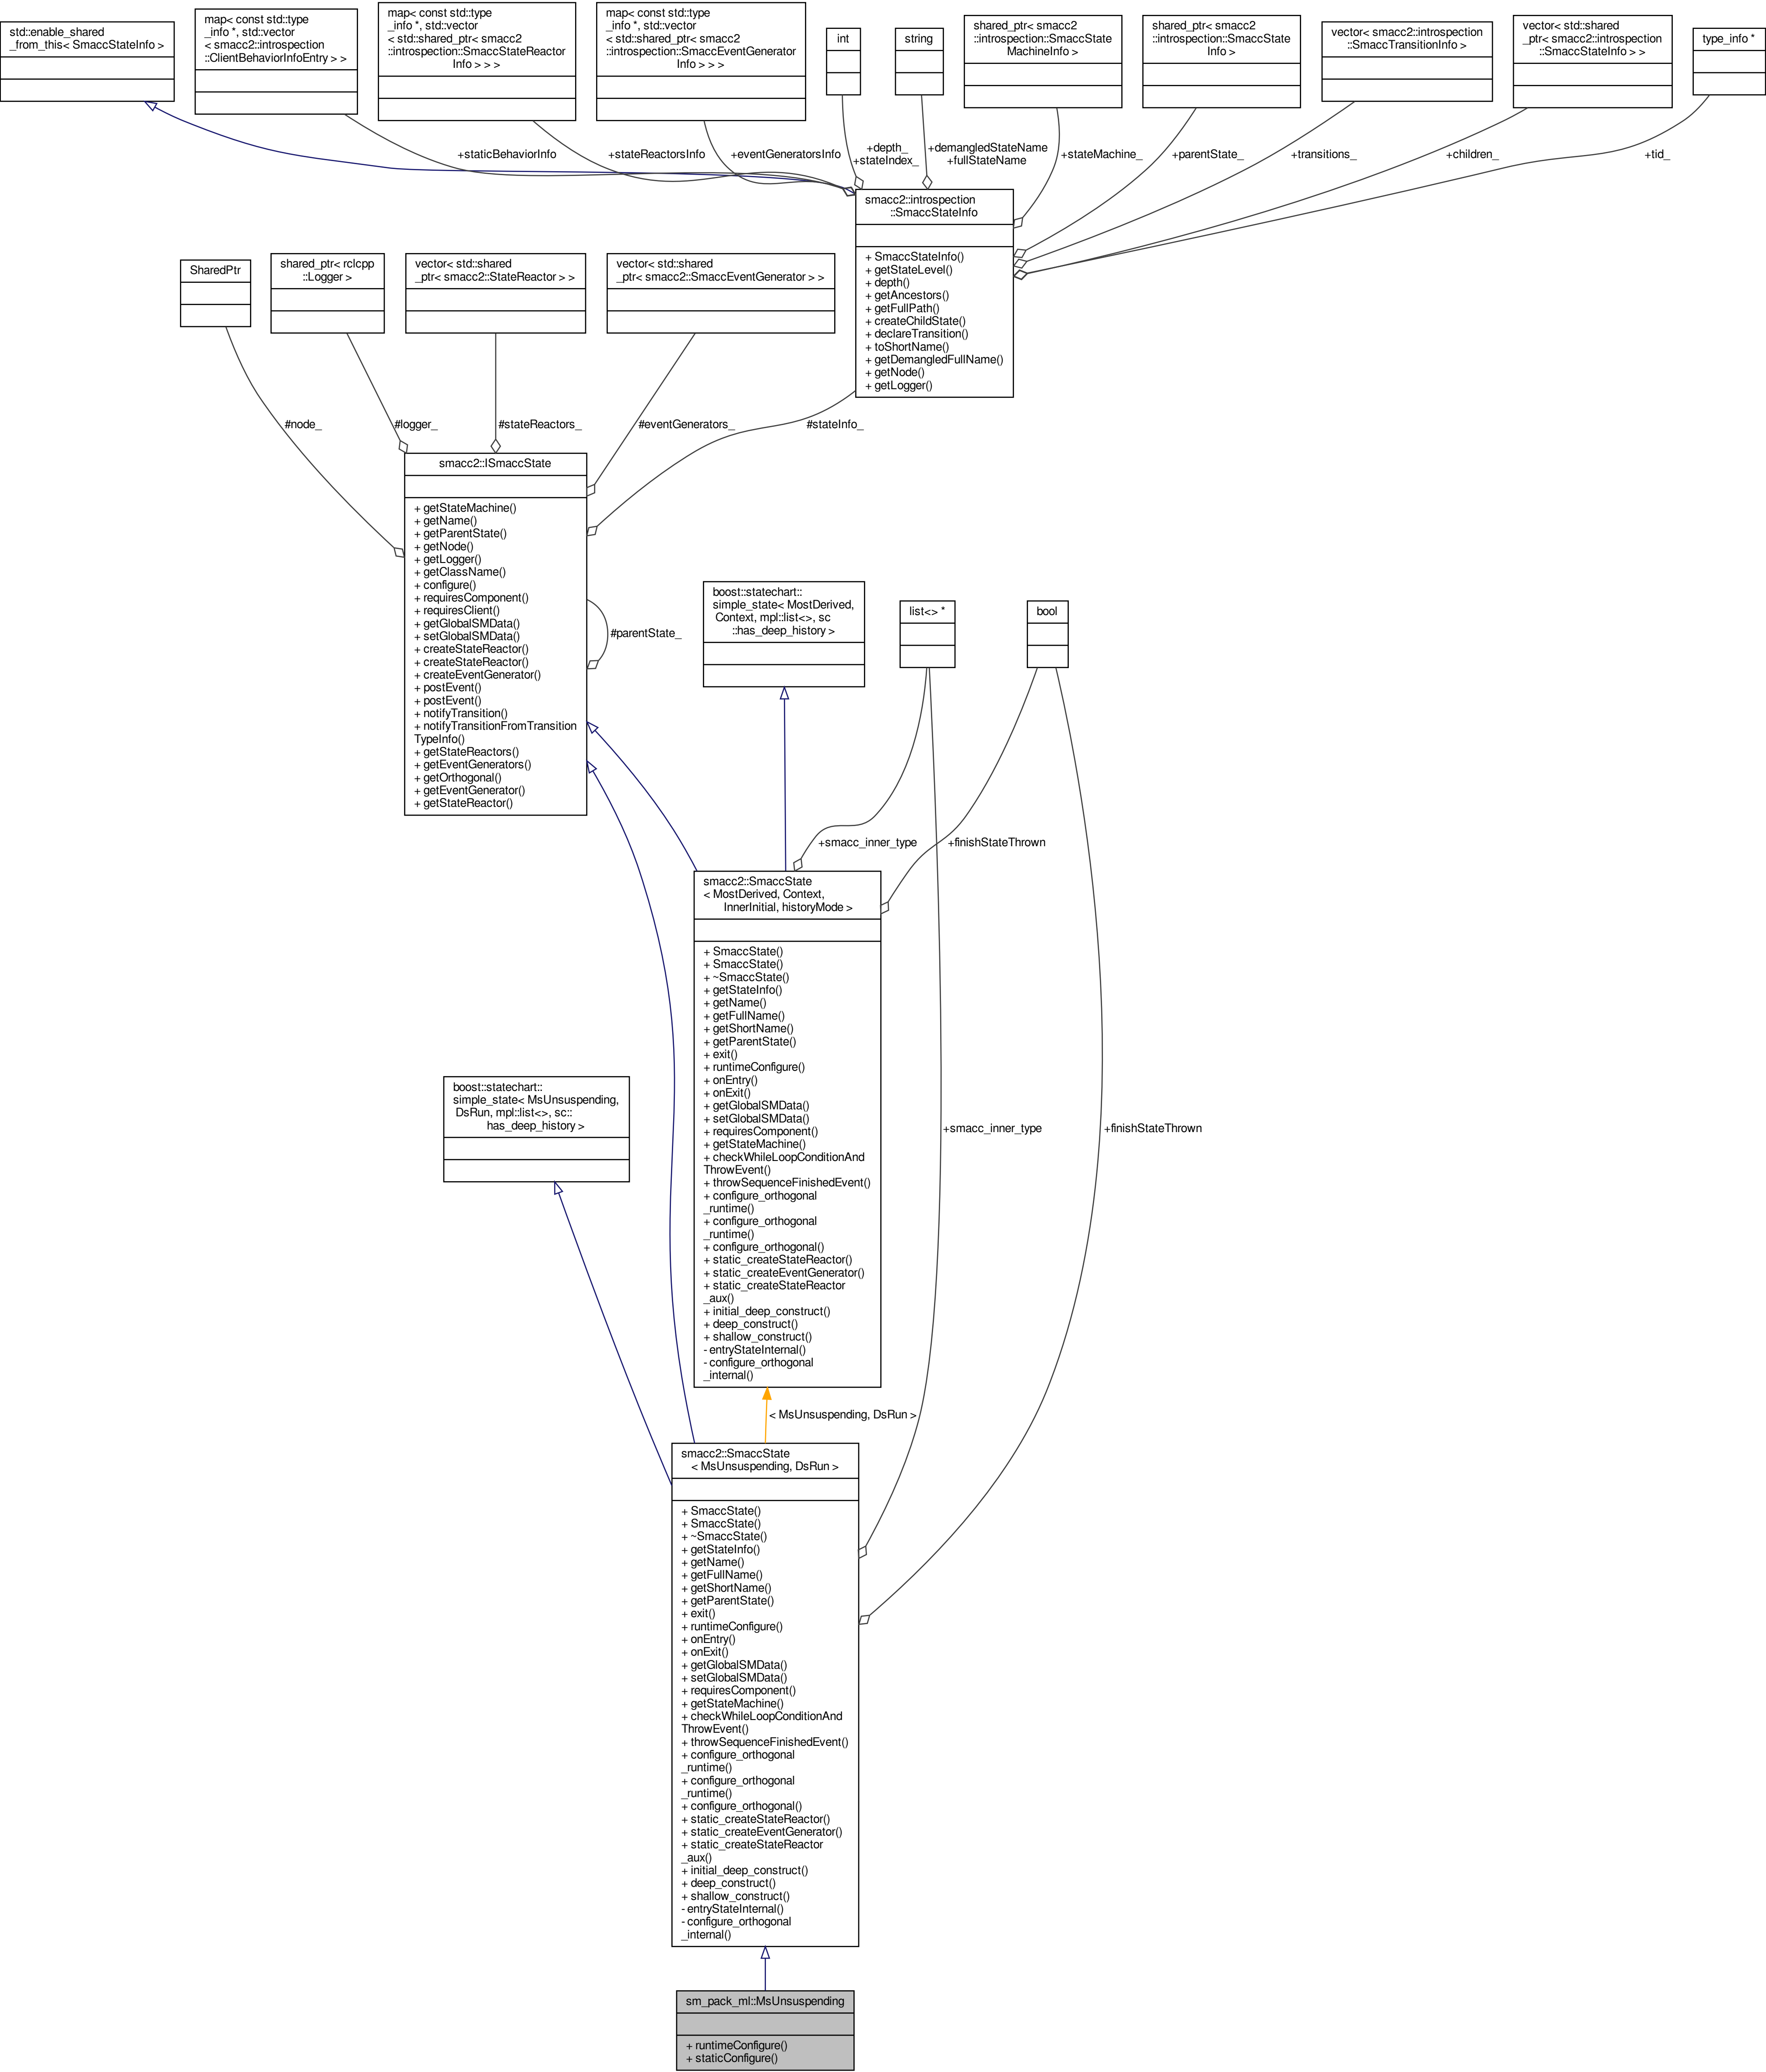 std::enable_shared
_from_this< SmaccStateInfo >
map< const std::type
_info *, std::vector
< smacc2::introspection
::ClientBehaviorInfoEntry > >
map< const std::type
_info *, std::vector
< std::shared_ptr< smacc2
::introspection::SmaccStateReactor
Info > > >
map< const std::type
_info *, std::vector
< std::shared_ptr< smacc2
::introspection::SmaccEventGenerator
Info > > >
int
string
shared_ptr< smacc2
::introspection::SmaccState
MachineInfo >
shared_ptr< smacc2
::introspection::SmaccState
Info >
vector< smacc2::introspection
::SmaccTransitionInfo >
vector< std::shared
_ptr< smacc2::introspection
::SmaccStateInfo > >
type_info *
+staticBehaviorInfo
+stateReactorsInfo
+eventGeneratorsInfo
+depth_
+stateIndex_
+demangledStateName
+fullStateName
+stateMachine_
+parentState_
+transitions_
+children_
+tid_
smacc2::introspection
::SmaccStateInfo
+ SmaccStateInfo()
+ getStateLevel()
+ depth()
+ getAncestors()
+ getFullPath()
+ createChildState()
+ declareTransition()
+ toShortName()
+ getDemangledFullName()
+ getNode()
+ getLogger()
SharedPtr
shared_ptr< rclcpp
::Logger >
vector< std::shared
_ptr< smacc2::StateReactor > >
vector< std::shared
_ptr< smacc2::SmaccEventGenerator > >
#node_
#logger_
#stateReactors_
#eventGenerators_
#stateInfo_
smacc2::ISmaccState
+ getStateMachine()
+ getName()
+ getParentState()
+ getNode()
+ getLogger()
+ getClassName()
+ configure()
+ requiresComponent()
+ requiresClient()
+ getGlobalSMData()
+ setGlobalSMData()
+ createStateReactor()
+ createStateReactor()
+ createEventGenerator()
+ postEvent()
+ postEvent()
+ notifyTransition()
+ notifyTransitionFromTransition
TypeInfo()
+ getStateReactors()
+ getEventGenerators()
+ getOrthogonal()
+ getEventGenerator()
+ getStateReactor()
#parentState_
boost::statechart::
simple_state< MostDerived,
Context, mpl::list<>, sc
::has_deep_history >
list<> *
bool
+smacc_inner_type
+finishStateThrown
smacc2::SmaccState
< MostDerived, Context,
InnerInitial, historyMode >
+ SmaccState()
+ SmaccState()
+ ~SmaccState()
+ getStateInfo()
+ getName()
+ getFullName()
+ getShortName()
+ getParentState()
+ exit()
+ runtimeConfigure()
+ onEntry()
+ onExit()
+ getGlobalSMData()
+ setGlobalSMData()
+ requiresComponent()
+ getStateMachine()
+ checkWhileLoopConditionAnd
ThrowEvent()
+ throwSequenceFinishedEvent()
+ configure_orthogonal
_runtime()
+ configure_orthogonal
_runtime()
+ configure_orthogonal()
+ static_createStateReactor()
+ static_createEventGenerator()
+ static_createStateReactor
_aux()
+ initial_deep_construct()
+ deep_construct()
+ shallow_construct()
- entryStateInternal()
- configure_orthogonal
_internal()
boost::statechart::
simple_state< MsUnsuspending,
DsRun, mpl::list<>, sc::
has_deep_history >
+smacc_inner_type
+finishStateThrown
< MsUnsuspending, DsRun >
smacc2::SmaccState
< MsUnsuspending, DsRun >
+ SmaccState()
+ SmaccState()
+ ~SmaccState()
+ getStateInfo()
+ getName()
+ getFullName()
+ getShortName()
+ getParentState()
+ exit()
+ runtimeConfigure()
+ onEntry()
+ onExit()
+ getGlobalSMData()
+ setGlobalSMData()
+ requiresComponent()
+ getStateMachine()
+ checkWhileLoopConditionAnd
ThrowEvent()
+ throwSequenceFinishedEvent()
+ configure_orthogonal
_runtime()
+ configure_orthogonal
_runtime()
+ configure_orthogonal()
+ static_createStateReactor()
+ static_createEventGenerator()
+ static_createStateReactor
_aux()
+ initial_deep_construct()
+ deep_construct()
+ shallow_construct()
- entryStateInternal()
- configure_orthogonal
_internal()
sm_pack_ml::MsUnsuspending
+ runtimeConfigure()
+ staticConfigure()